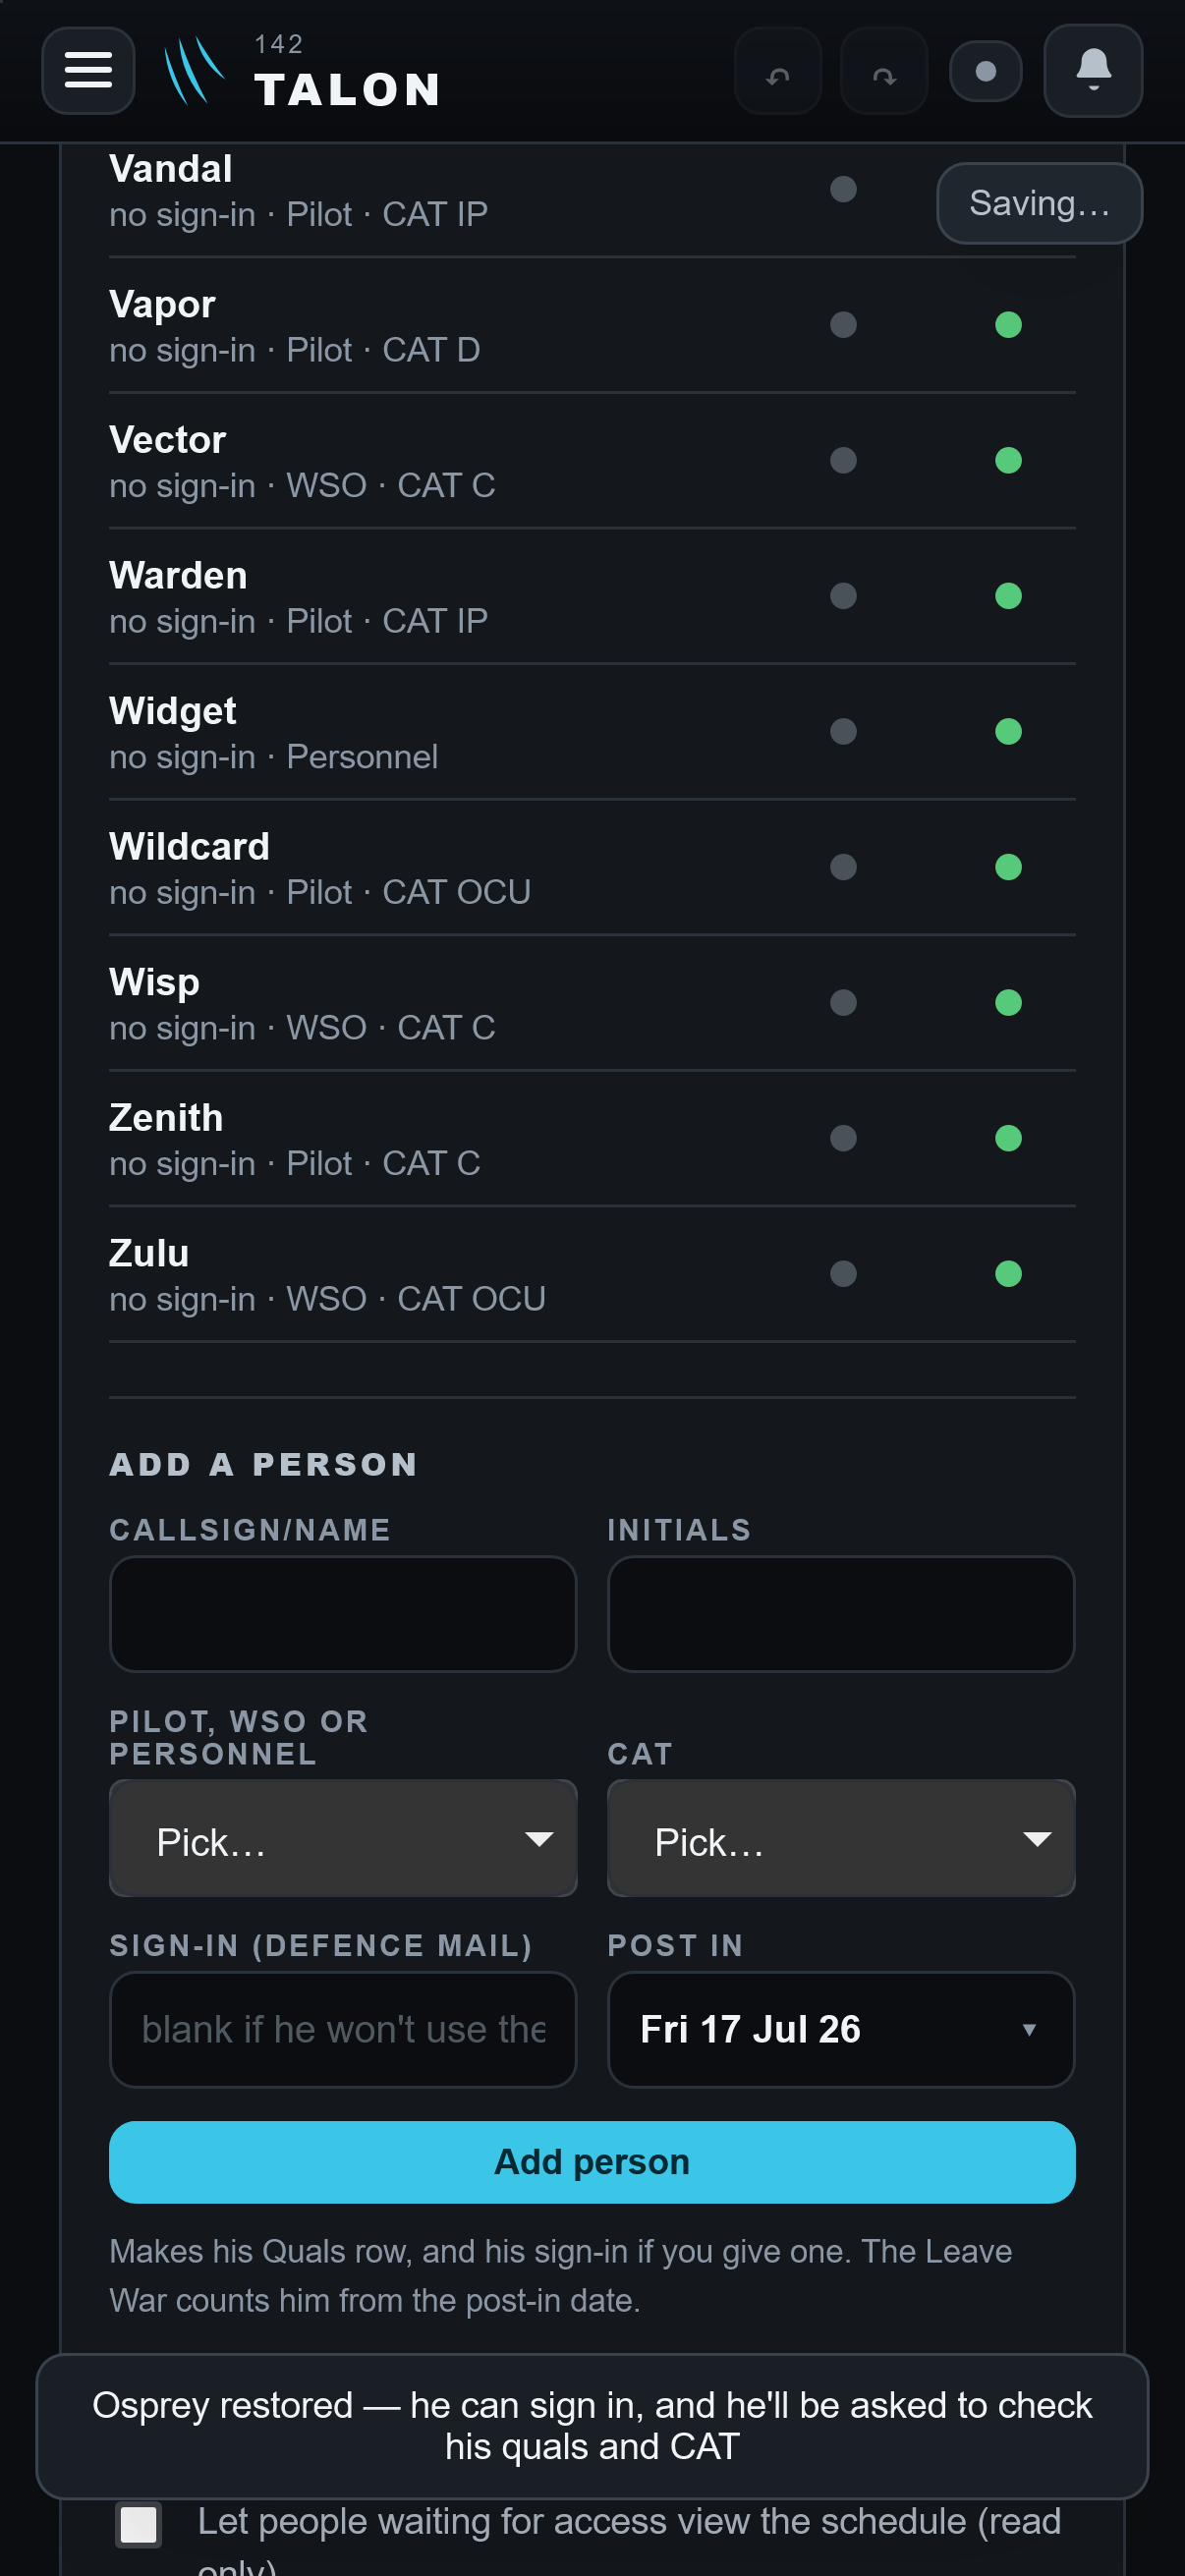 142
TALON
Vandal
no sign-in · Pilot · CAT IP
Saving…
Vapor
no sign-in · Pilot · CAT D
Vector
no sign-in · WSO · CAT C
Warden
no sign-in · Pilot · CAT IP
Widget
no sign-in · Personnel
Wildcard
no sign-in · Pilot · CAT OCU
Wisp
no sign-in · WSO · CAT C
Zenith
no sign-in · Pilot · CAT C
Zulu
no sign-in · WSO · CAT OCU
ADD A PERSON
CALLSIGN/NAME
INITIALS
PILOT, WSO OR
PERSONNEL
CAT
Pick…
Pick…
SIGN-IN (DEFENCE MAIL)
POST IN
blank if he won't use the
Fri 17 Jul 26
Add person
Makes his Quals row, and his sign-in if you give one. The Leave
War counts him from the post-in date.
Osprey restored — he can sign in, and he'll be asked to check
his quals and CAT
Let people waiting for access view the schedule (read
only)